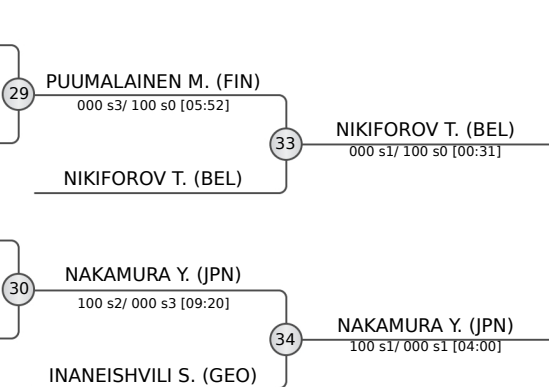 PUUMALAINEN M. (FIN)
29
000 s3/ 100 s0 [05:52]
NIKIFOROV T. (BEL)
33
000 s1/ 100 s0 [00:31]
NIKIFOROV T. (BEL)
NAKAMURA Y. (JPN)
30
100 s2/ 000 s3 [09:20]
NAKAMURA Y. (JPN)
34
100 s1/ 000 s1 [04:00]
INANEISHVILI S. (GEO)